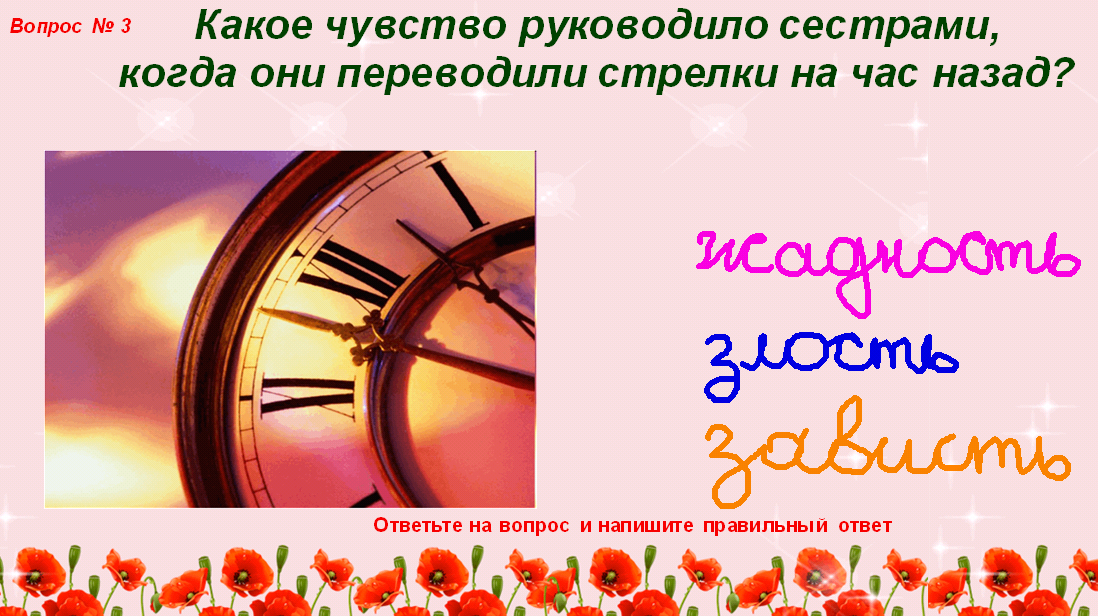 Вопрос № 3
Какое чувство руководило сестрами,
когда они переводили стрелки на час назад?
жадность
злость
зависть
Ответьте на вопрос и напишите правильный ответ